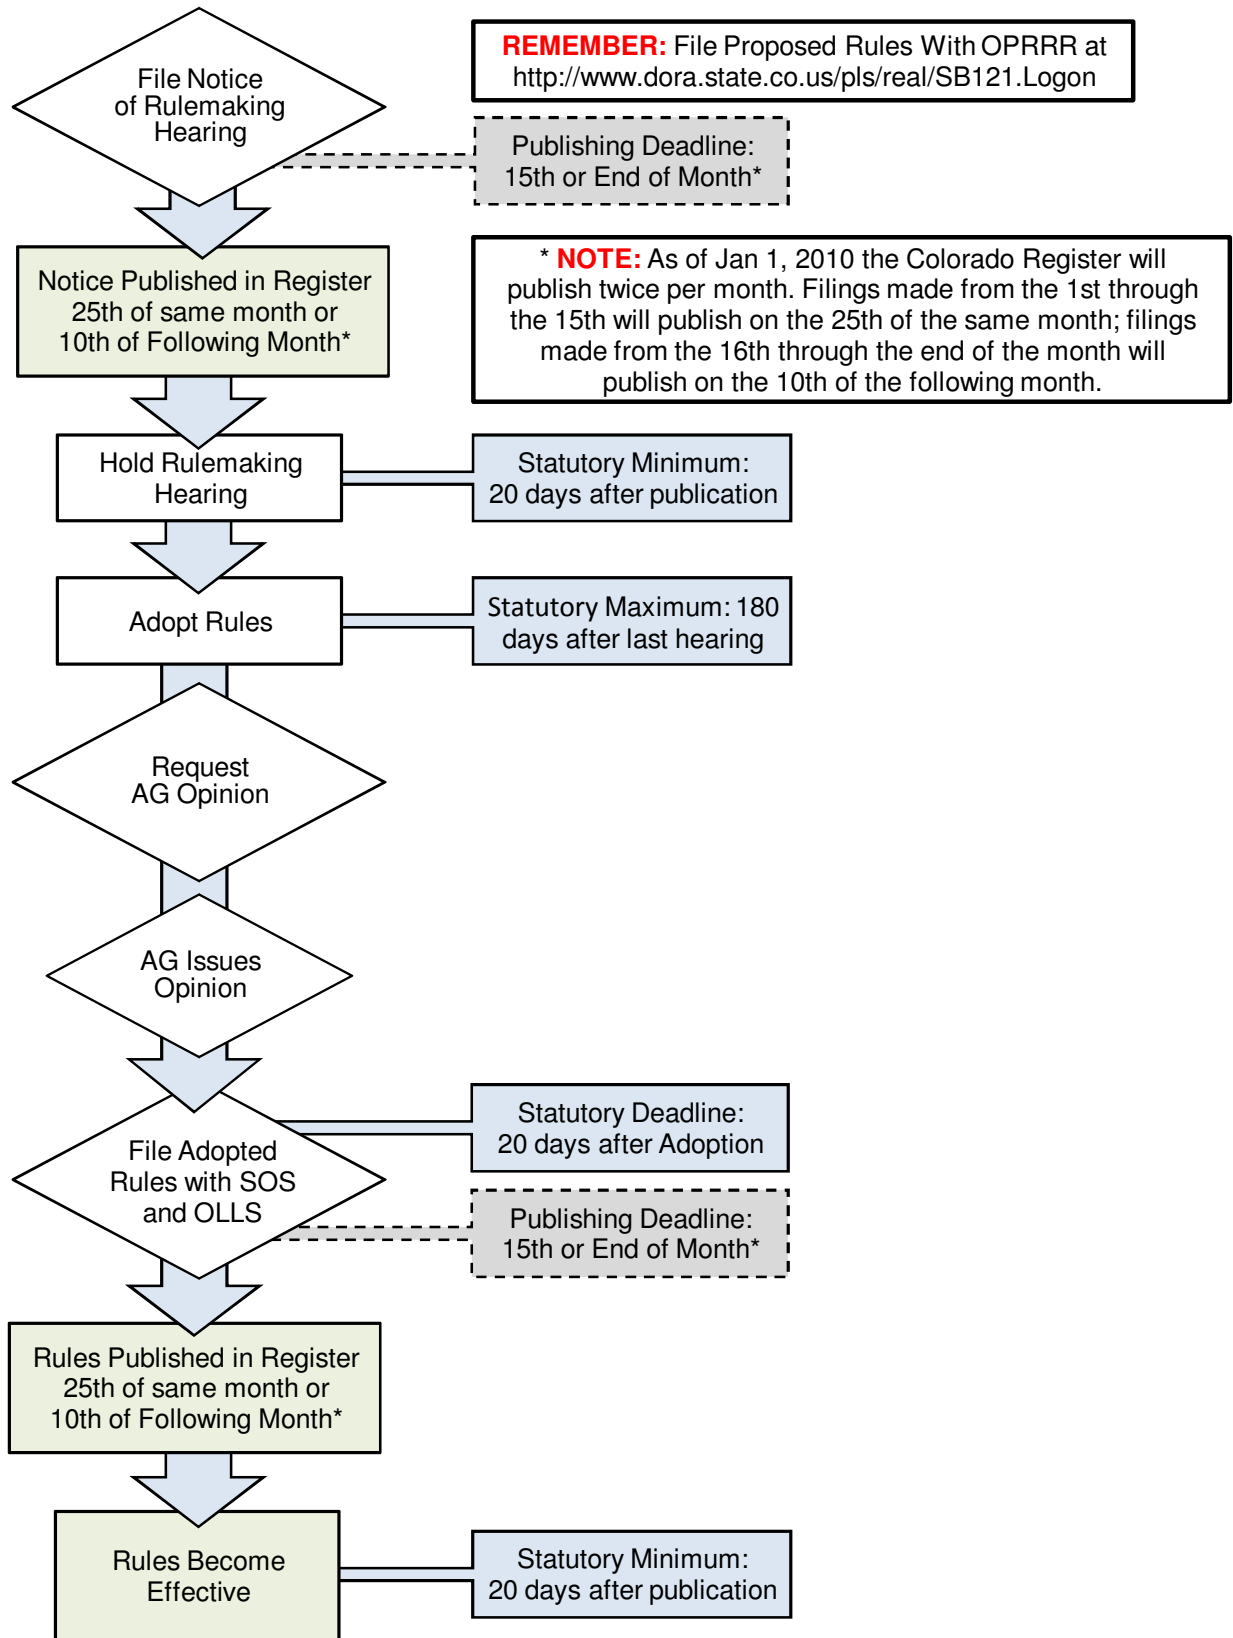 File Notice
of Rulemaking
Hearing
REMEMBER: File Proposed Rules With OPRRR at
http://www.dora.state.co.us/pls/real/SB121.Logon
Publishing Deadline:
15th or End of Month*
Notice Published in Register
25th of same month or
10th of Following Month*
* NOTE: As of Jan 1, 2010 the Colorado Register will
publish twice per month. Filings made from the 1st through
the 15th will publish on the 25th of the same month; filings
made from the 16th through the end of the month will
publish on the 10th of the following month.
Hold Rulemaking
Hearing
Statutory Minimum:
20 days after publication
Adopt Rules
Statutory Maximum: 180
days after last hearing
Request
AG Opinion
AG Issues
Opinion
File Adopted
Rules with SOS
and OLLS
Statutory Deadline:
20 days after Adoption
Publishing Deadline:
15th or End of Month*
Rules Published in Register
25th of same month or
10th of Following Month*
Rules Become
Effective
Statutory Minimum:
20 days after publication